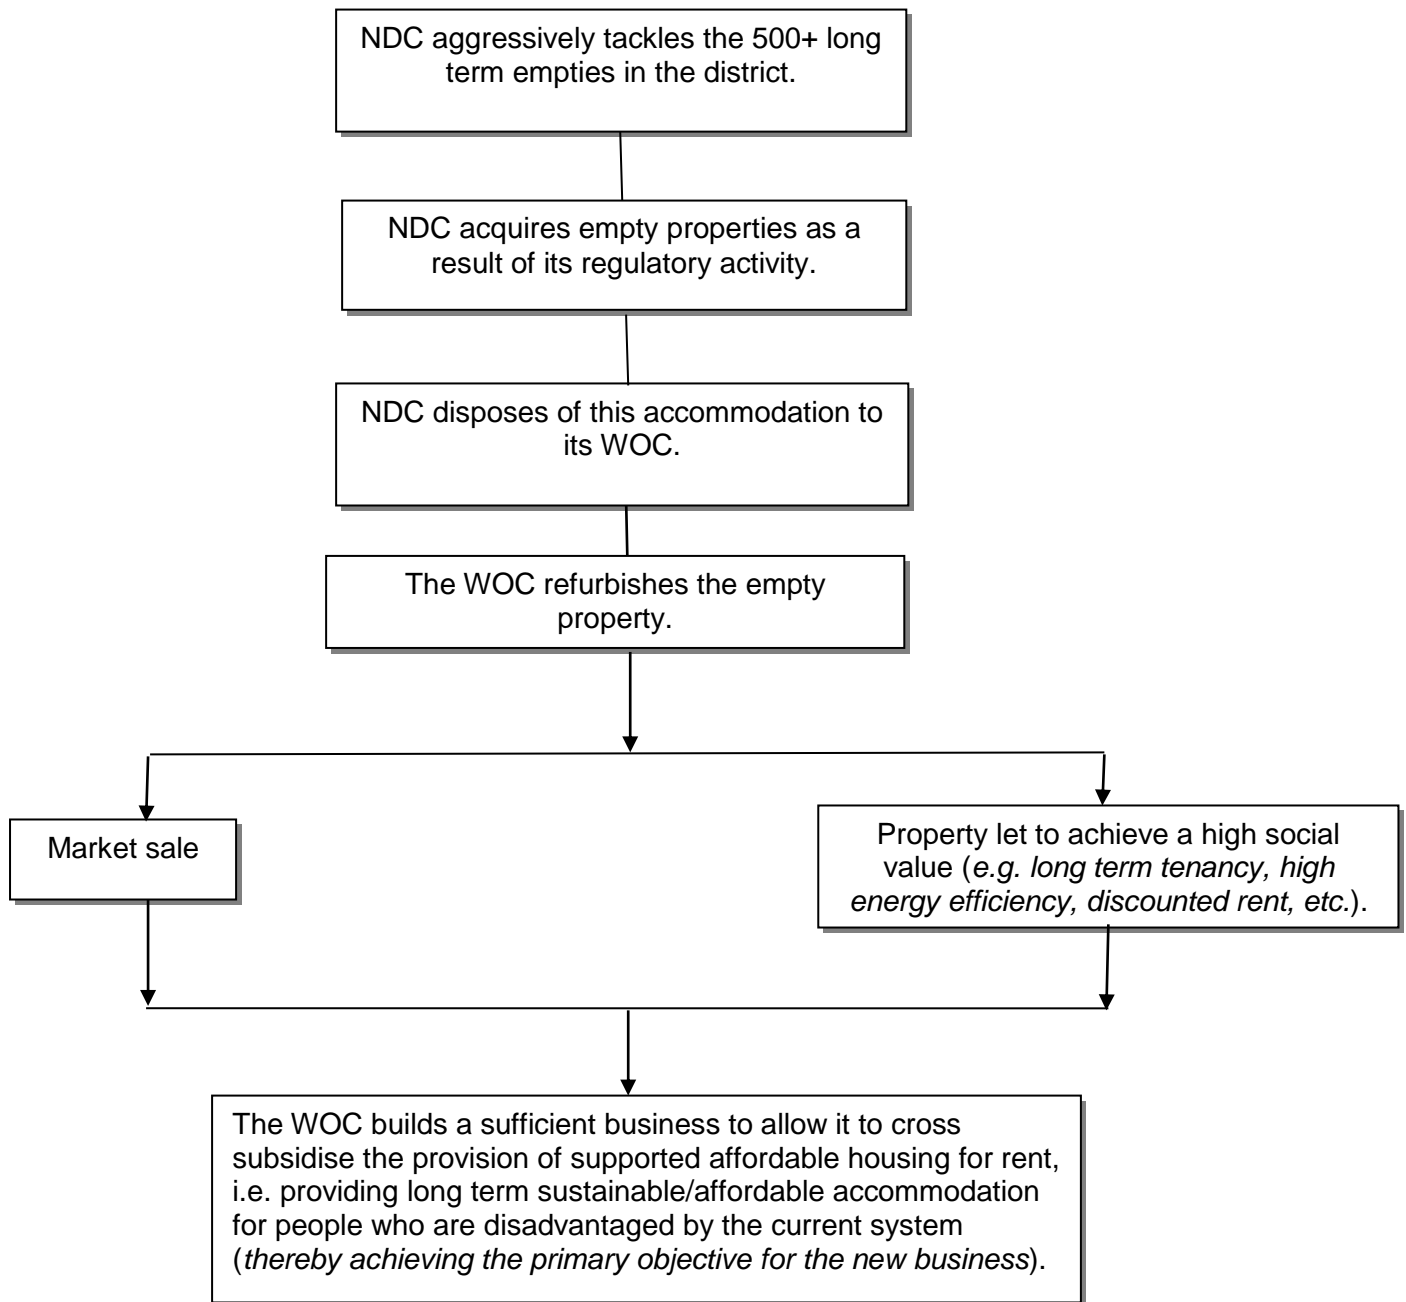 NDC aggressively tackles the 500+ long
term empties in the district.
NDC acquires empty properties as a
result of its regulatory activity.
NDC disposes of this accommodation to
its WOC.
The WOC refurbishes the empty
property.
Market sale
Property let to achieve a high social
value (e.g. long term tenancy, high
energy efficiency, discounted rent, etc.).
The WOC builds a sufficient business to allow it to cross
subsidise the provision of supported affordable housing for rent,
i.e. providing long term sustainable/affordable accommodation
for people who are disadvantaged by the current system
(thereby achieving the primary objective for the new business).